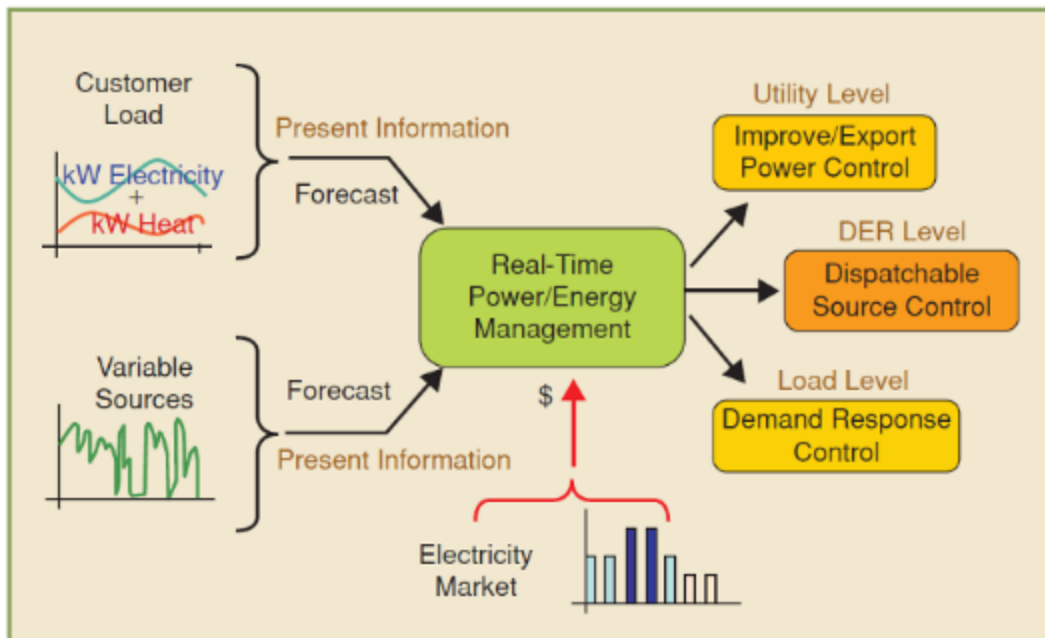 Customer
Load
kW Electricity
+
kW Heat
Present Information
Forecast
Variable
Sources
Forecast
Present Information
Real-Time
Power/Energy
Management
$
Electricity
Market
Utility Level
Improve/Export
Power Control
DER Level
Dispatchable
Source Control
Load Level
Demand Response
Control